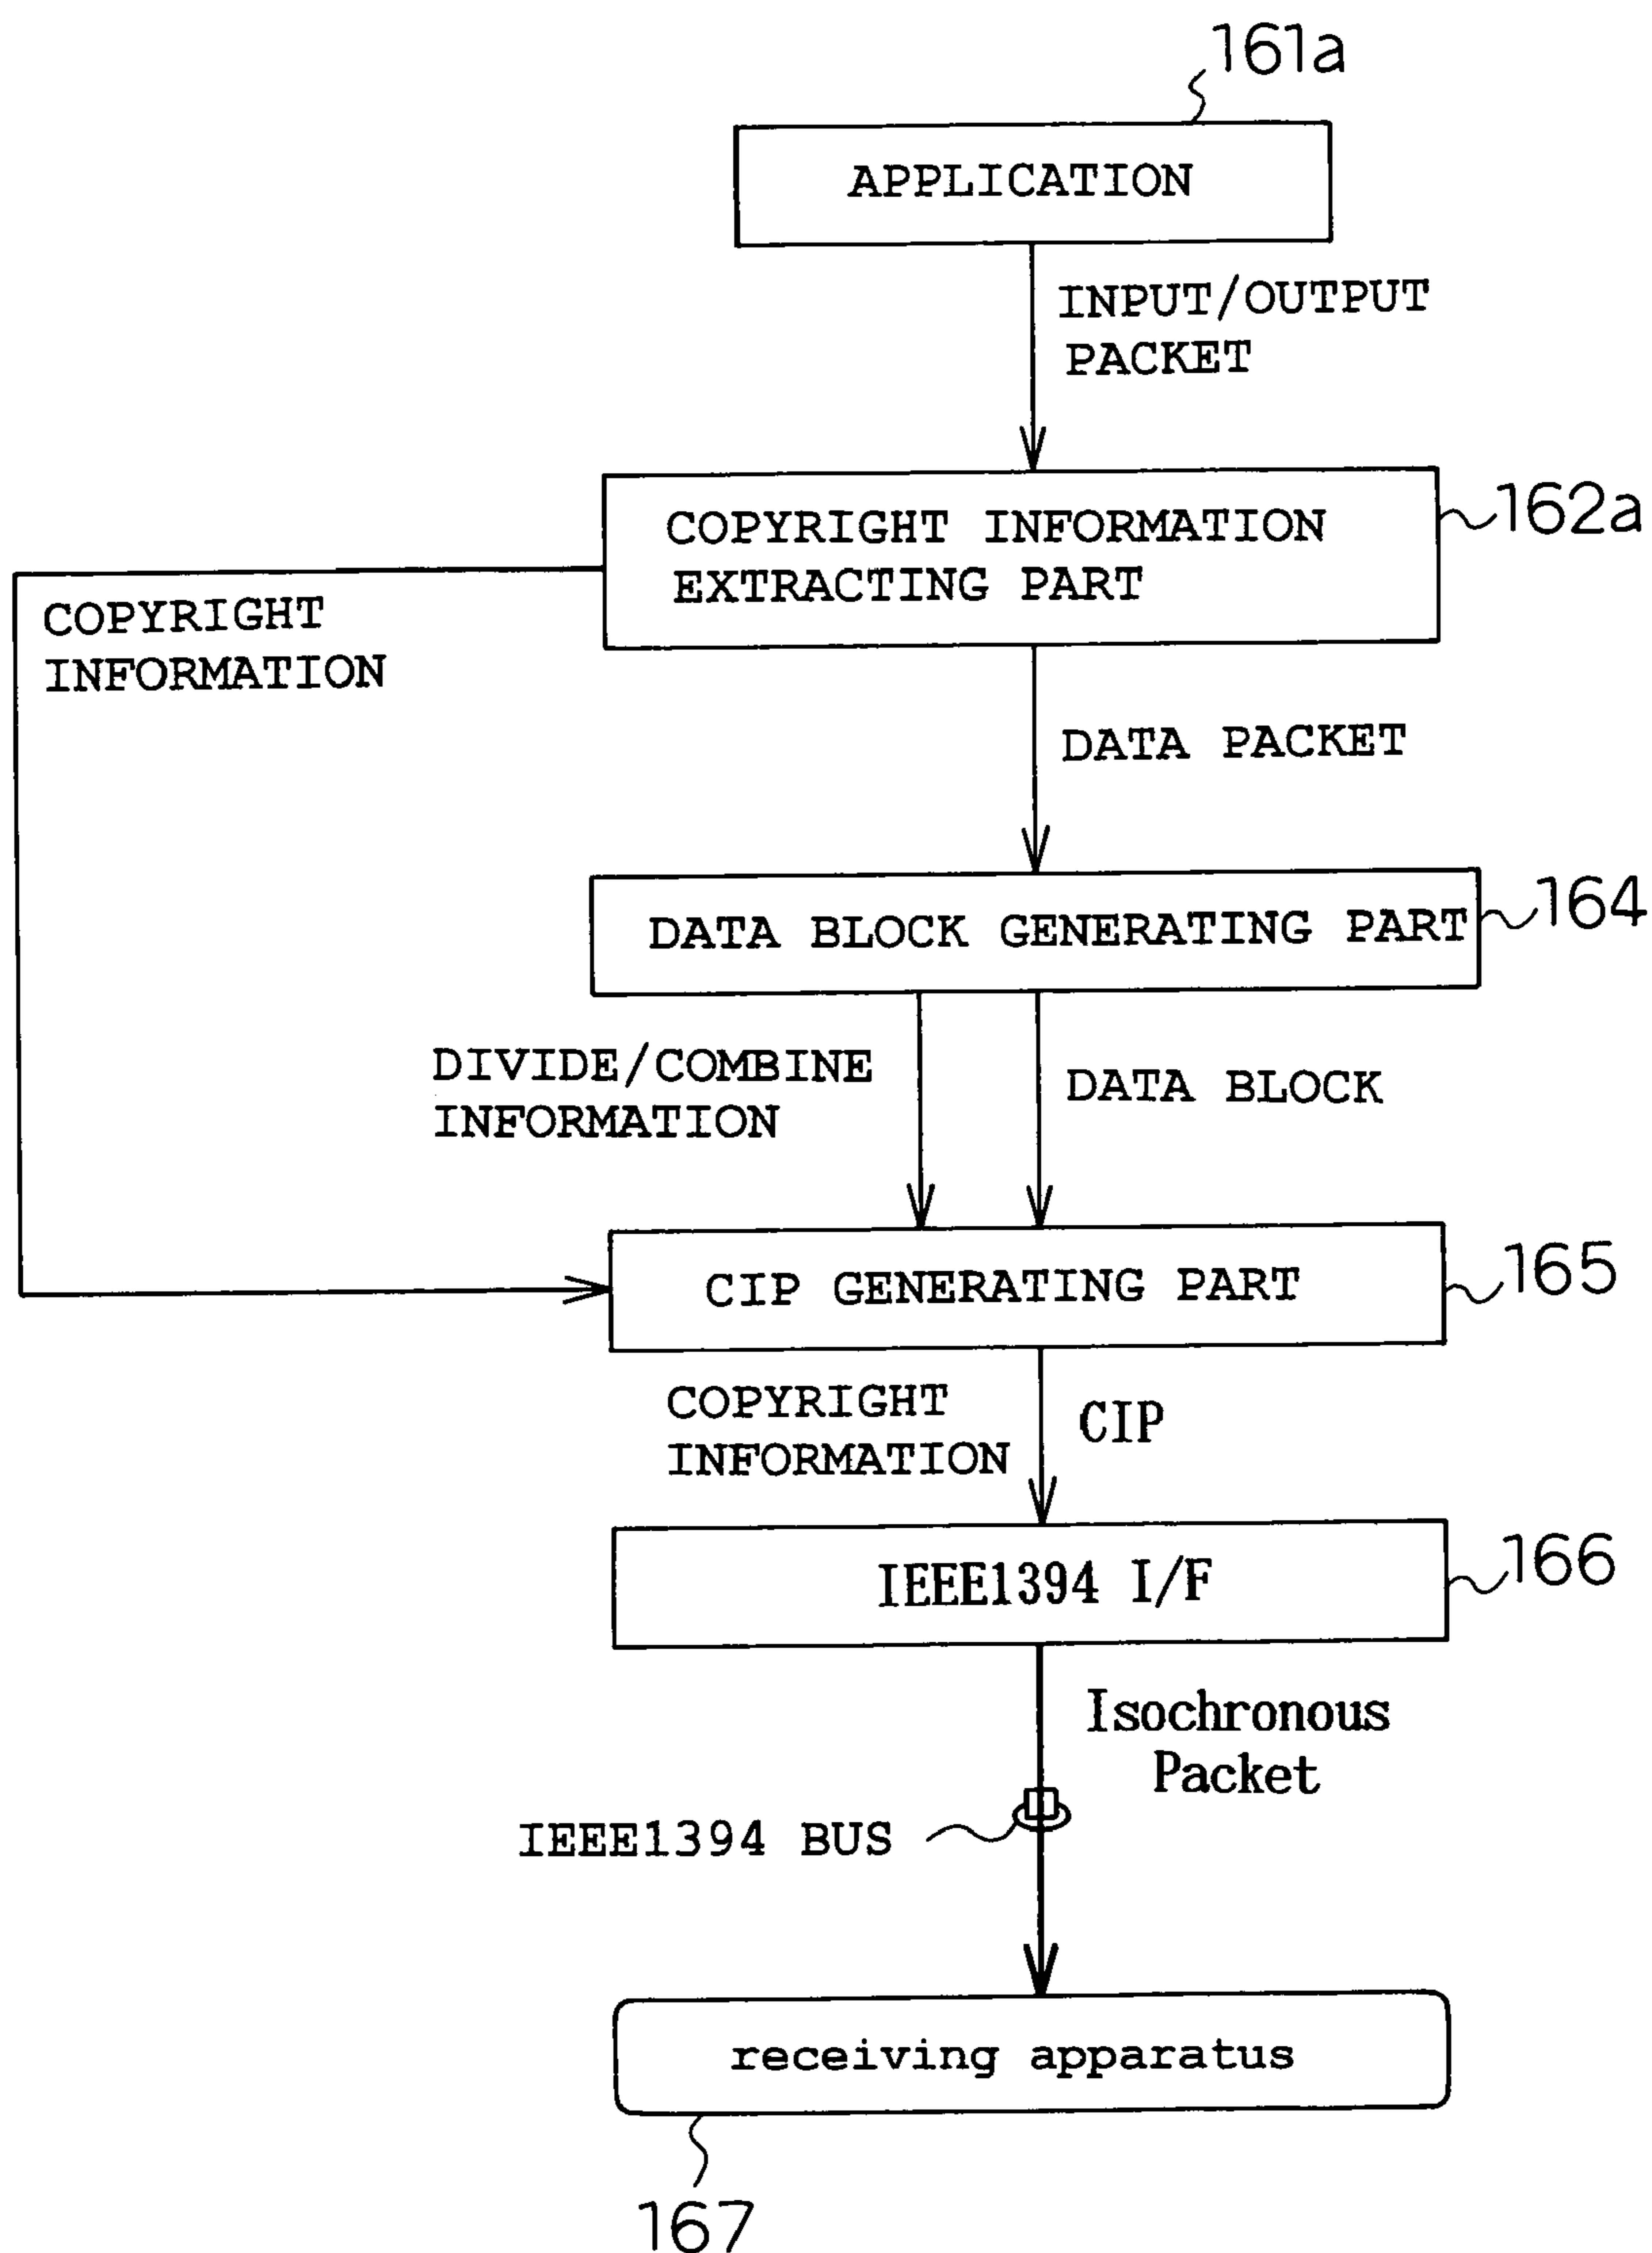 161a
APPLICATION
INPUT/OUTPUT
PACKET
COPYRIGHT INFORMATION
EXTRACTING PART
162a
COPYRIGHT
INFORMATION
DATA PACKET
DATA BLOCK GENERATING PART
164
DIVIDE/COMBINE
INFORMATION
DATA BLOCK
CIP GENERATING PART
165
COPYRIGHT
INFORMATION
CIP
IEEE1394 I/F
166
Isochronous
Packet
IEEE1394 BUS
receiving apparatus
167